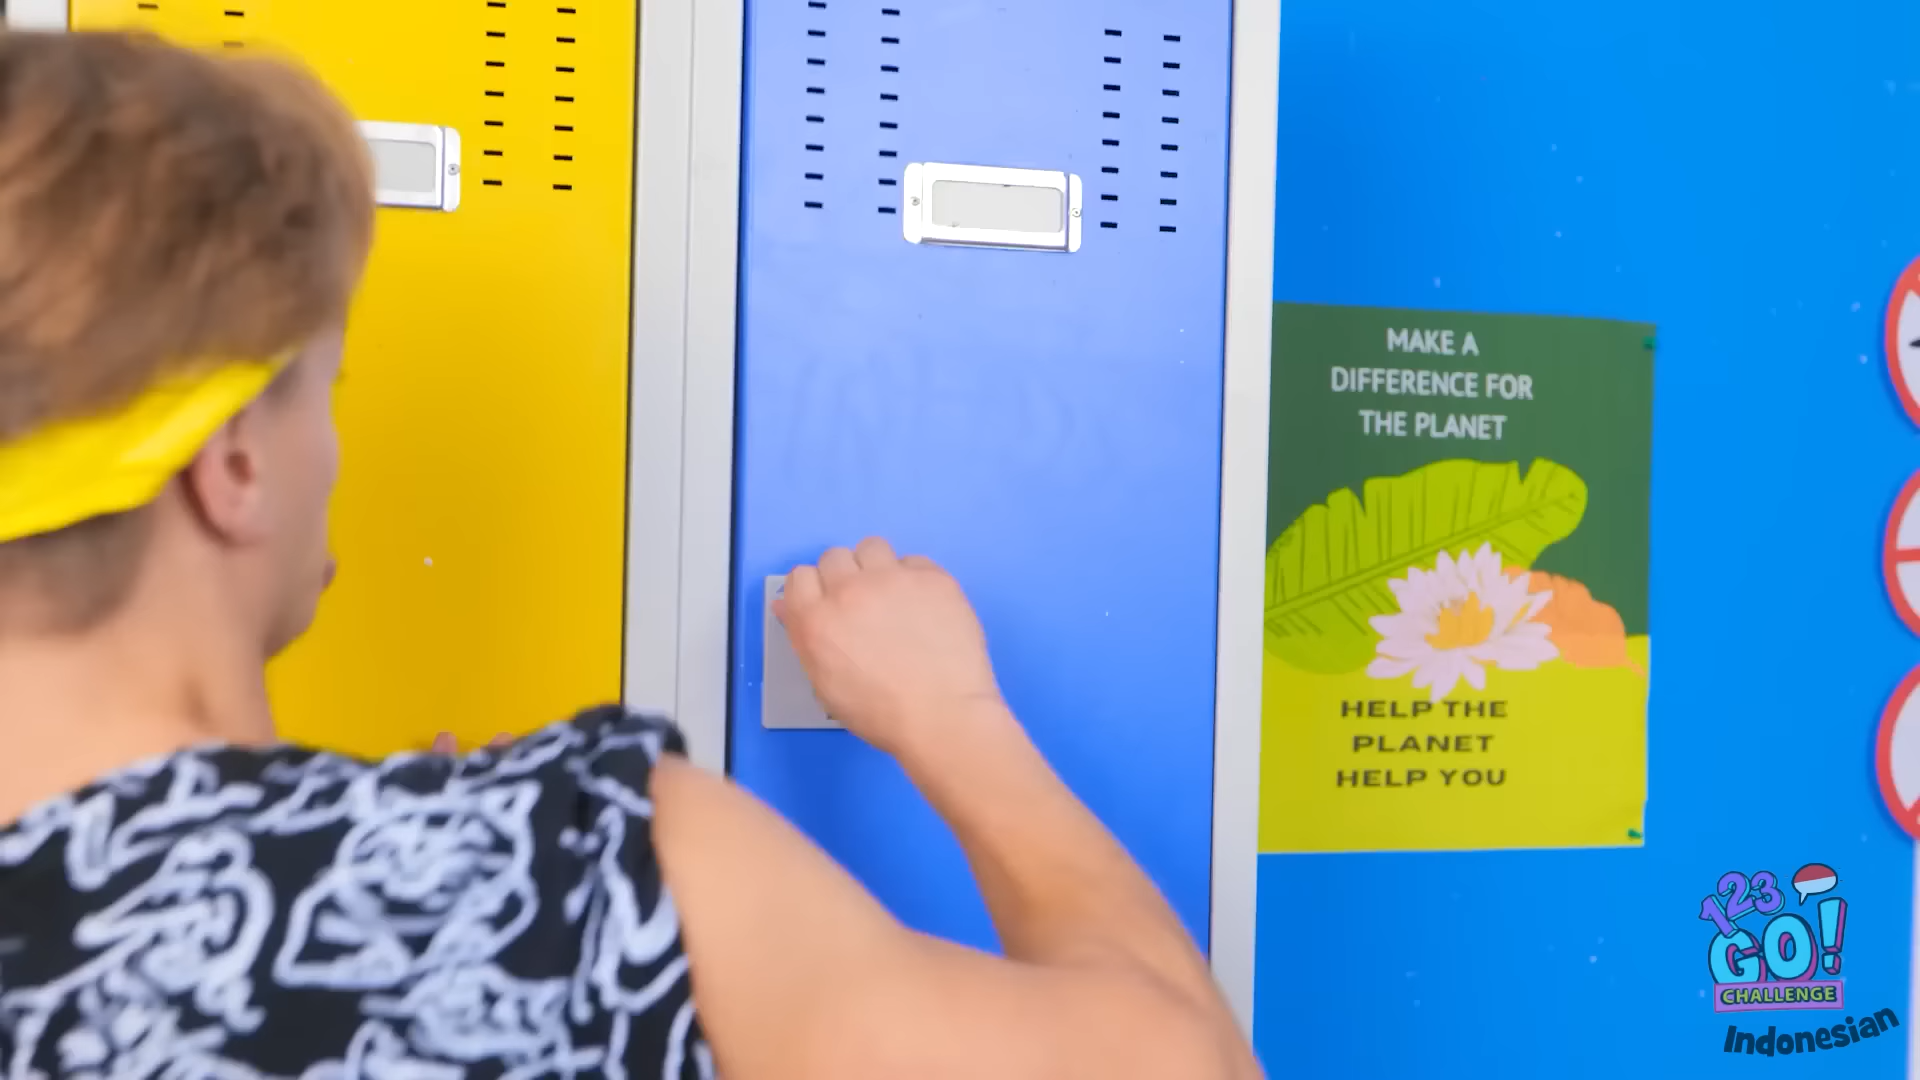 MAKE A
DIFFERENCE FOR
THE PLANET
HELP THE
PLANET
HELP YOU
123
GO!
CHALLENGE
Indonesian